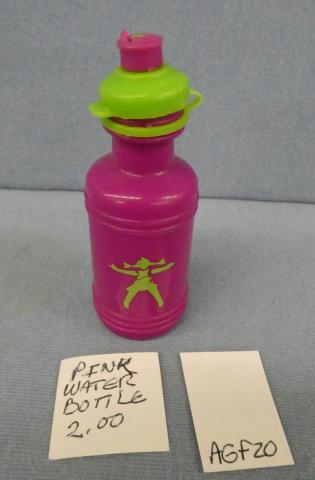 PINK
WATER
BOTTLE
2.00
AGF20